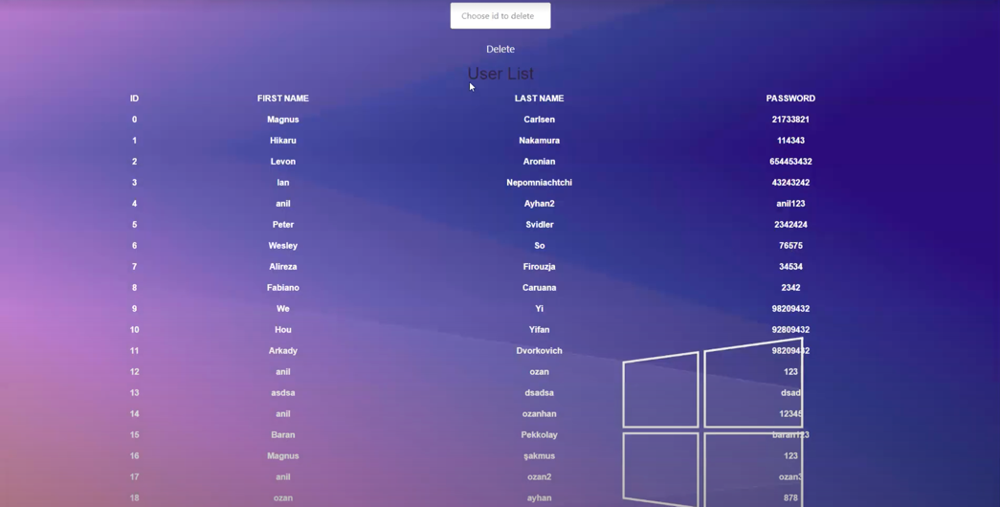 Choose id to delete
Delete
User List
ID FIRST NAME LAST NAME PASSWORD
0 Magnus Carlsen 21733821
1 Hikaru Nakamura 114343
2 Levon Aronian 654453432
3 Ian Nepomniachtchi 43243242
4 anil Ayhan2 anil123
5 Peter Svidler 2342424
6 Wesley So 76575
7 Alireza Firouzja 34534
8 Fabiano Caruana 2342
9 We Yi 98209432
10 Hou Yifan 92809432
11 Arkady Dvorkovich 98209432
12 anil ozan 123
13 asdsa dsadsa dsad
14 anil ozanhan 12345
15 Baran Pekkolay baran123
16 Magnus şakmus 123
17 anil ozan2 ozan3
18 ozan ayhan 878